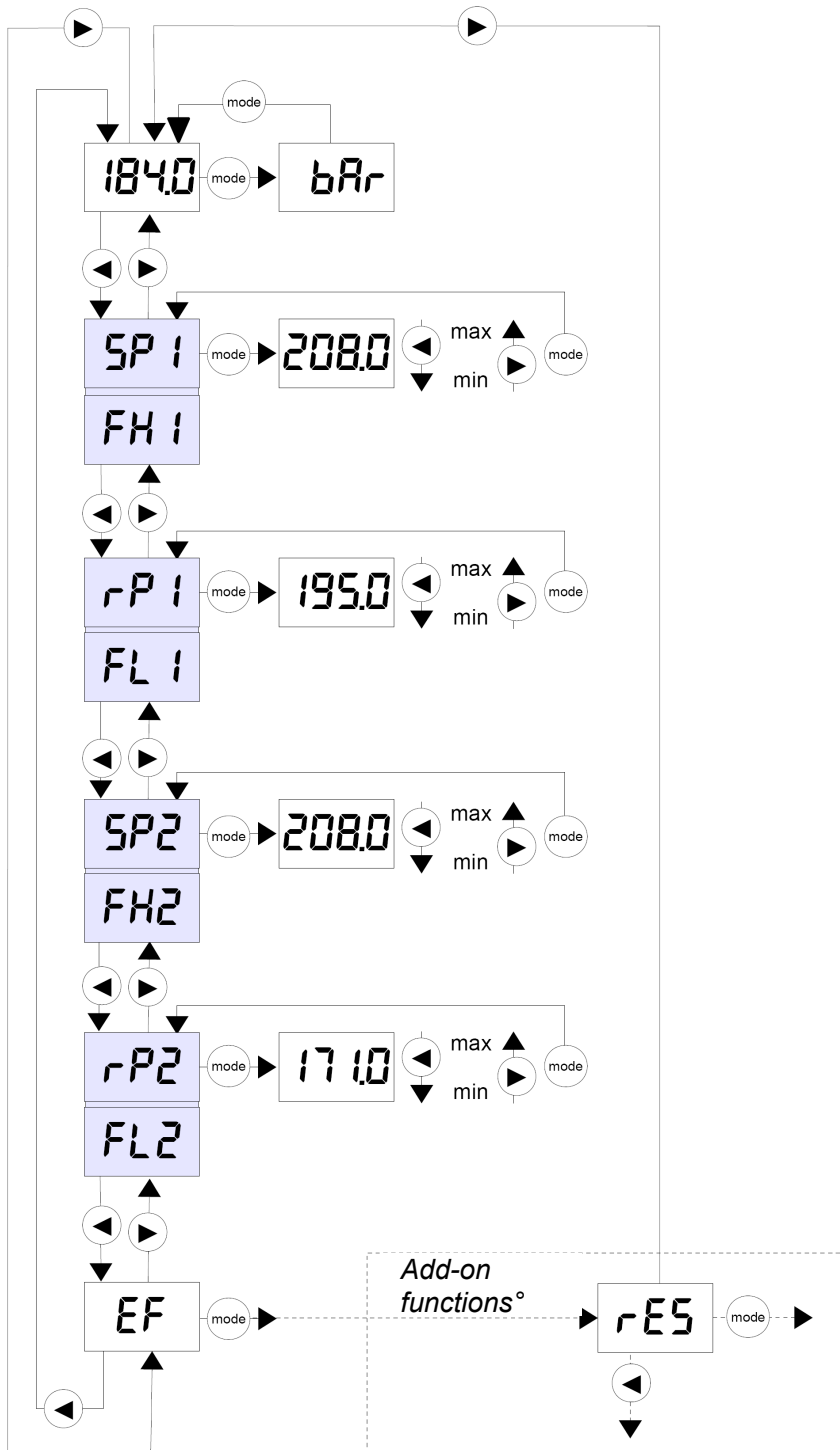 mode
184.0
mode
bAr
SP1
mode
208.0
max
min
mode
FH1
rP1
mode
195.0
max
min
mode
FL1
SP2
mode
208.0
max
min
mode
FH2
rP2
mode
171.0
max
min
mode
FL2
Add-on
functions°
EF
mode
rES
mode